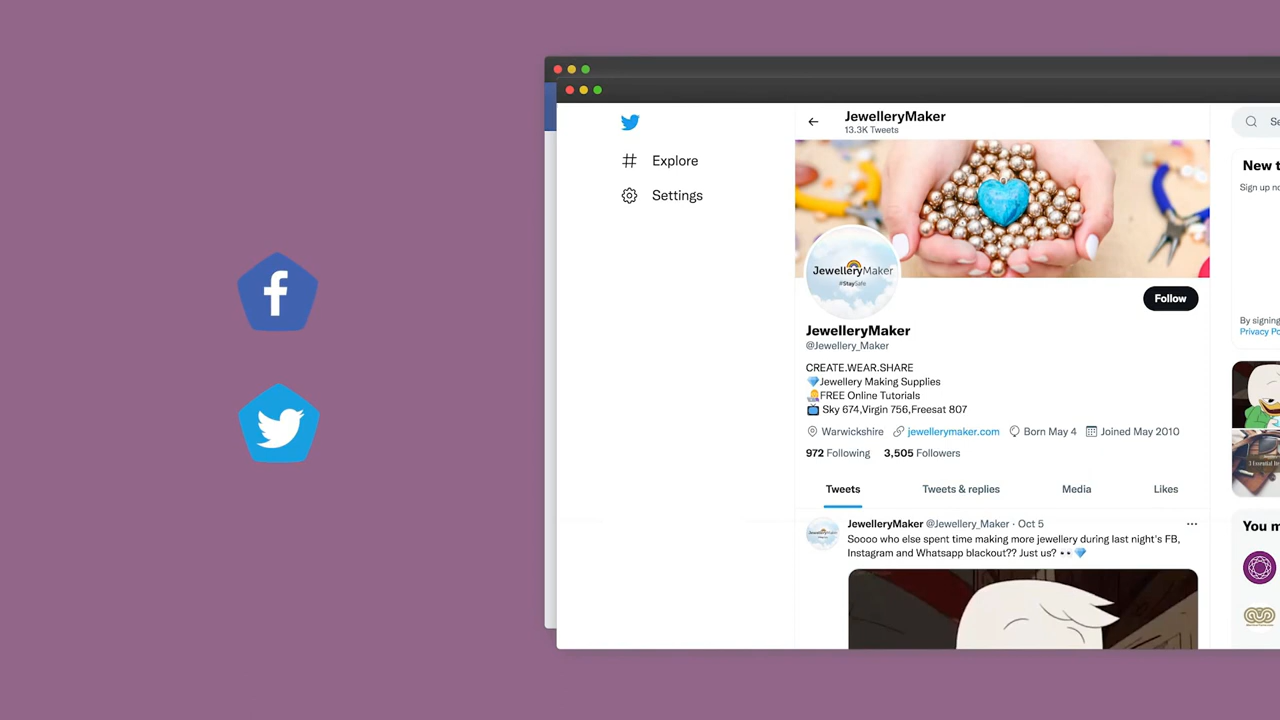 JewelleryMaker
13.3K Tweets
Se
Explore
Settings
New t
Sign up no
JewelleryMaker
#StaySafe
Follow
By signing
Privacy Po
JewelleryMaker
@Jewellery_Maker
CREATE.WEAR.SHARE
💎Jewellery Making Supplies
FREE Online Tutorials
📺 Sky 674,Virgin 756,Freesat 807
Warwickshire jewellerymaker.com Born May 4 Joined May 2010
972 Following 3,505 Followers
Tweets Tweets & replies Media Likes
JewelleryMaker @Jewellery_Maker · Oct 5
Soooo who else spent time making more jewellery during last night's FB,
Instagram and Whatsapp blackout?? Just us? 👀💎
You m